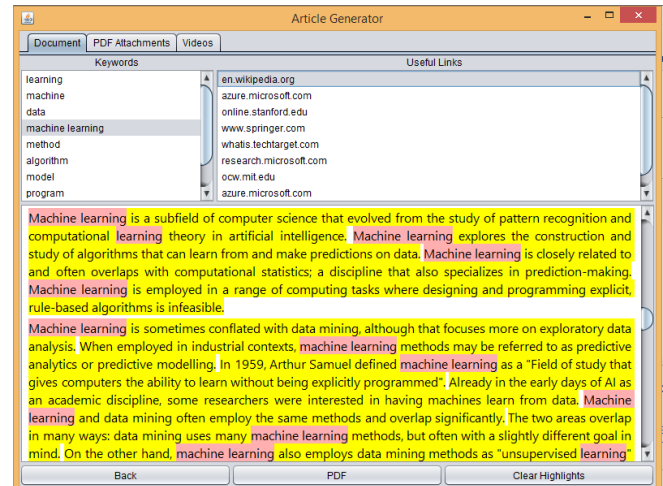 Article Generator
Document PDF Attachments Videos
Keywords
learning
machine
data
machine learning
method
algorithm
model
program
Useful Links
en.wikipedia.org
azure.microsoft.com
online.stanford.edu
www.springer.com
whatis.techtarget.com
research.microsoft.com
ocw.mit.edu
azure.microsoft.com
Machine learning is a subfield of computer science that evolved from the study of pattern recognition and
computational learning theory in artificial intelligence. Machine learning explores the construction and
study of algorithms that can learn from and make predictions on data. Machine learning is closely related to
and often overlaps with computational statistics; a discipline that also specializes in prediction-making.
Machine learning is employed in a range of computing tasks where designing and programming explicit,
rule-based algorithms is infeasible.
Machine learning is sometimes conflated with data mining, although that focuses more on exploratory data
analysis. When employed in industrial contexts, machine learning methods may be referred to as predictive
analytics or predictive modelling. In 1959, Arthur Samuel defined machine learning as a "Field of study that
gives computers the ability to learn without being explicitly programmed". Already in the early days of AI as
an academic discipline, some researchers were interested in having machines learn from data. Machine
learning and data mining often employ the same methods and overlap significantly. The two areas overlap
in many ways: data mining uses many machine learning methods, but often with a slightly different goal in
mind. On the other hand, machine learning also employs data mining methods as "unsupervised learning"
Back PDF Clear Highlights